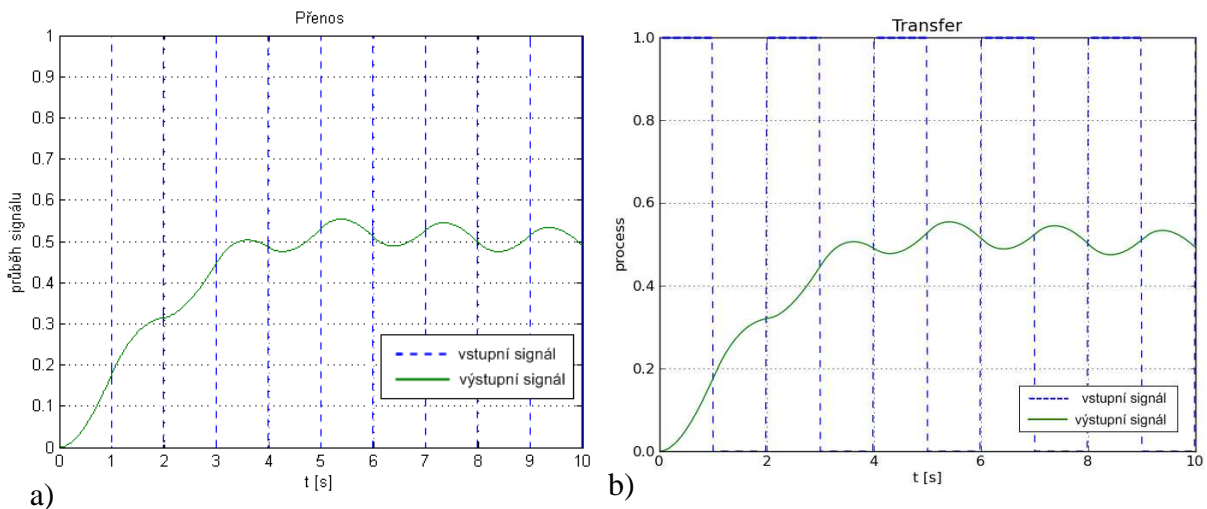 Přenos
1
0.9
0.8
0.7
0.6
0.5
0.4
0.3
0.2
0.1
0
průběh signálu
vstupní signál
výstupní signál
0 1 2 3 4 5 6 7 8 9 10
t [s]
a)
Transfer
1.0
0.8
0.6
0.4
0.2
0.0
process
vstupní signál
výstupní signál
0 2 4 6 8 10
t [s]
b)